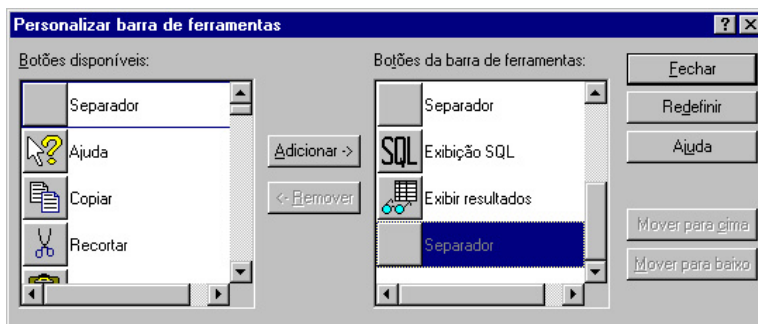 Personalizar barra de ferramentas
Botões disponíveis:
Separador
Ajuda
Copiar
Recortar
Adicionar ->
<- Remover
Botões da barra de ferramentas:
Separador
SQL Exibição SQL
Exibir resultados
Separador
Fechar
Redefinir
Ajuda
Mover para cima
Mover para baixo